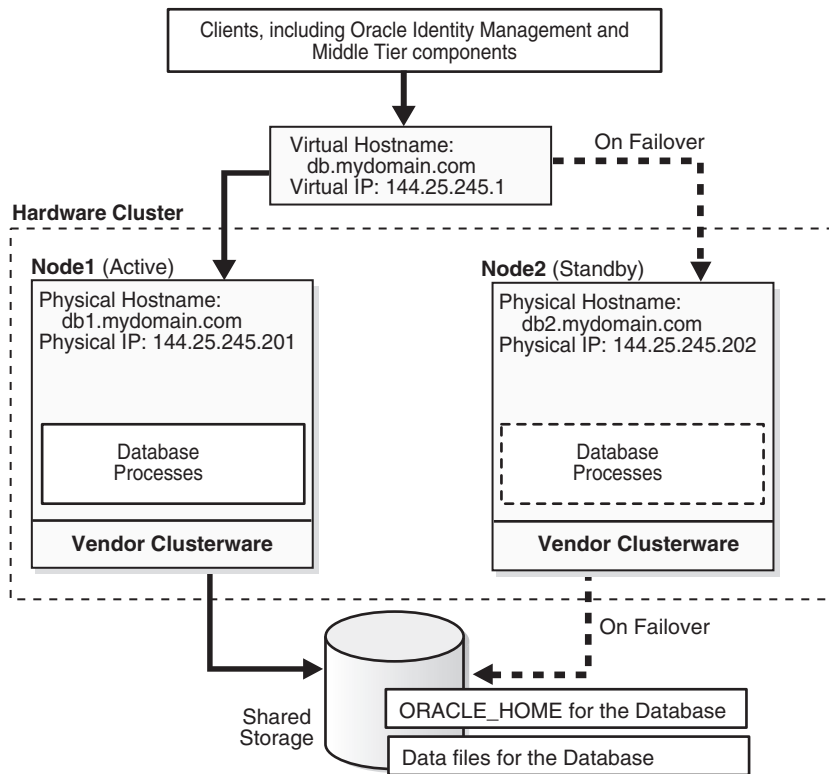 Clients, including Oracle Identity Management and
Middle Tier components
Virtual Hostname:
db.mydomain.com
Virtual IP: 144.25.245.1
On Failover
Hardware Cluster
Node1 (Active)
Physical Hostname:
db1.mydomain.com
Physical IP: 144.25.245.201
Database
Processes
Vendor Clusterware
Node2 (Standby)
Physical Hostname:
db2.mydomain.com
Physical IP: 144.25.245.202
Database
Processes
Vendor Clusterware
On Failover
Shared
Storage
ORACLE_HOME for the Database
Data files for the Database